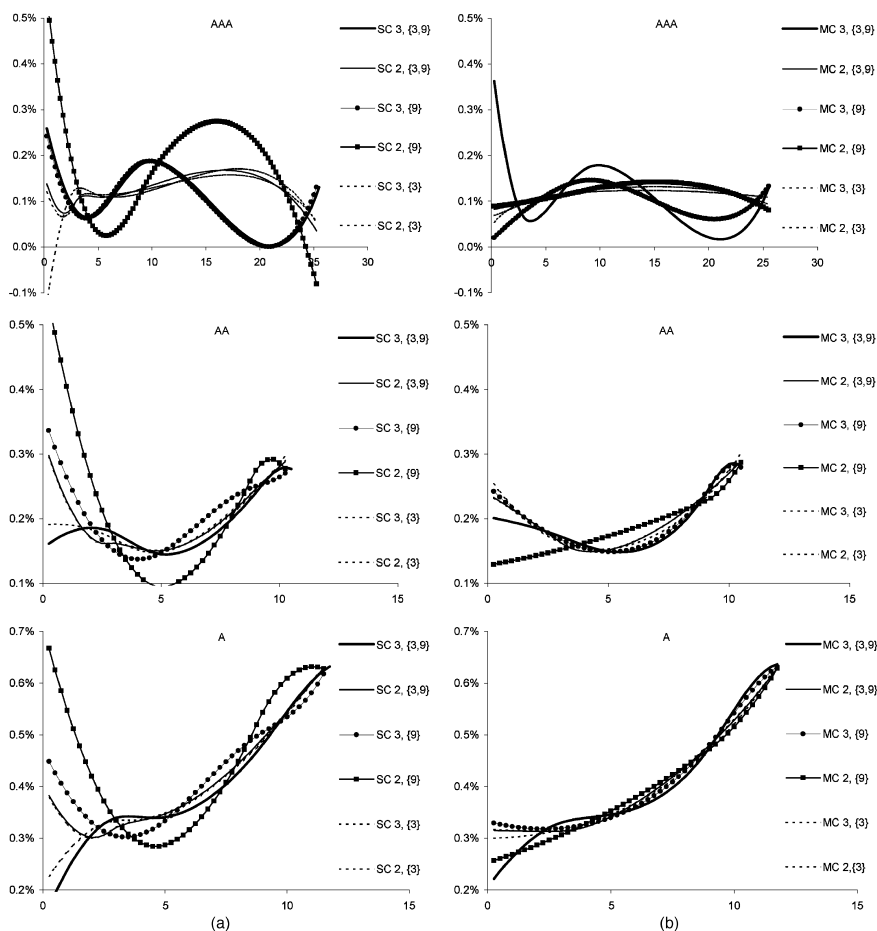 AAA
0.5%
0.4%
0.3%
0.2%
0.1%
0.0%
-0.1%
0
5
10
15
20
25
30
SC 3, {3,9}
SC 2, {3,9}
SC 3, {9}
SC 2, {9}
SC 3, {3}
SC 2, {3}
AAA
0.5%
0.4%
0.3%
0.2%
0.1%
0.0%
-0.1%
0
5
10
15
20
25
30
MC 3, {3,9}
MC 2, {3,9}
MC 3, {9}
MC 2, {9}
MC 3, {3}
MC 2, {3}
AA
0.5%
0.4%
0.3%
0.2%
0.1%
0
5
10
15
SC 3, {3,9}
SC 2, {3,9}
SC 3, {9}
SC 2, {9}
SC 3, {3}
SC 2, {3}
AA
0.5%
0.4%
0.3%
0.2%
0.1%
0
5
10
15
MC 3, {3,9}
MC 2, {3,9}
MC 3, {9}
MC 2, {9}
MC 3, {3}
MC 2, {3}
A
0.7%
0.6%
0.5%
0.4%
0.3%
0.2%
0
5
10
15
SC 3, {3,9}
SC 2, {3,9}
SC 3, {9}
SC 2, {9}
SC 3, {3}
SC 2, {3}
(a)
A
0.7%
0.6%
0.5%
0.4%
0.3%
0.2%
0
5
10
15
MC 3, {3,9}
MC 2, {3,9}
MC 3, {9}
MC 2, {9}
MC 3, {3}
MC 2,{3}
(b)